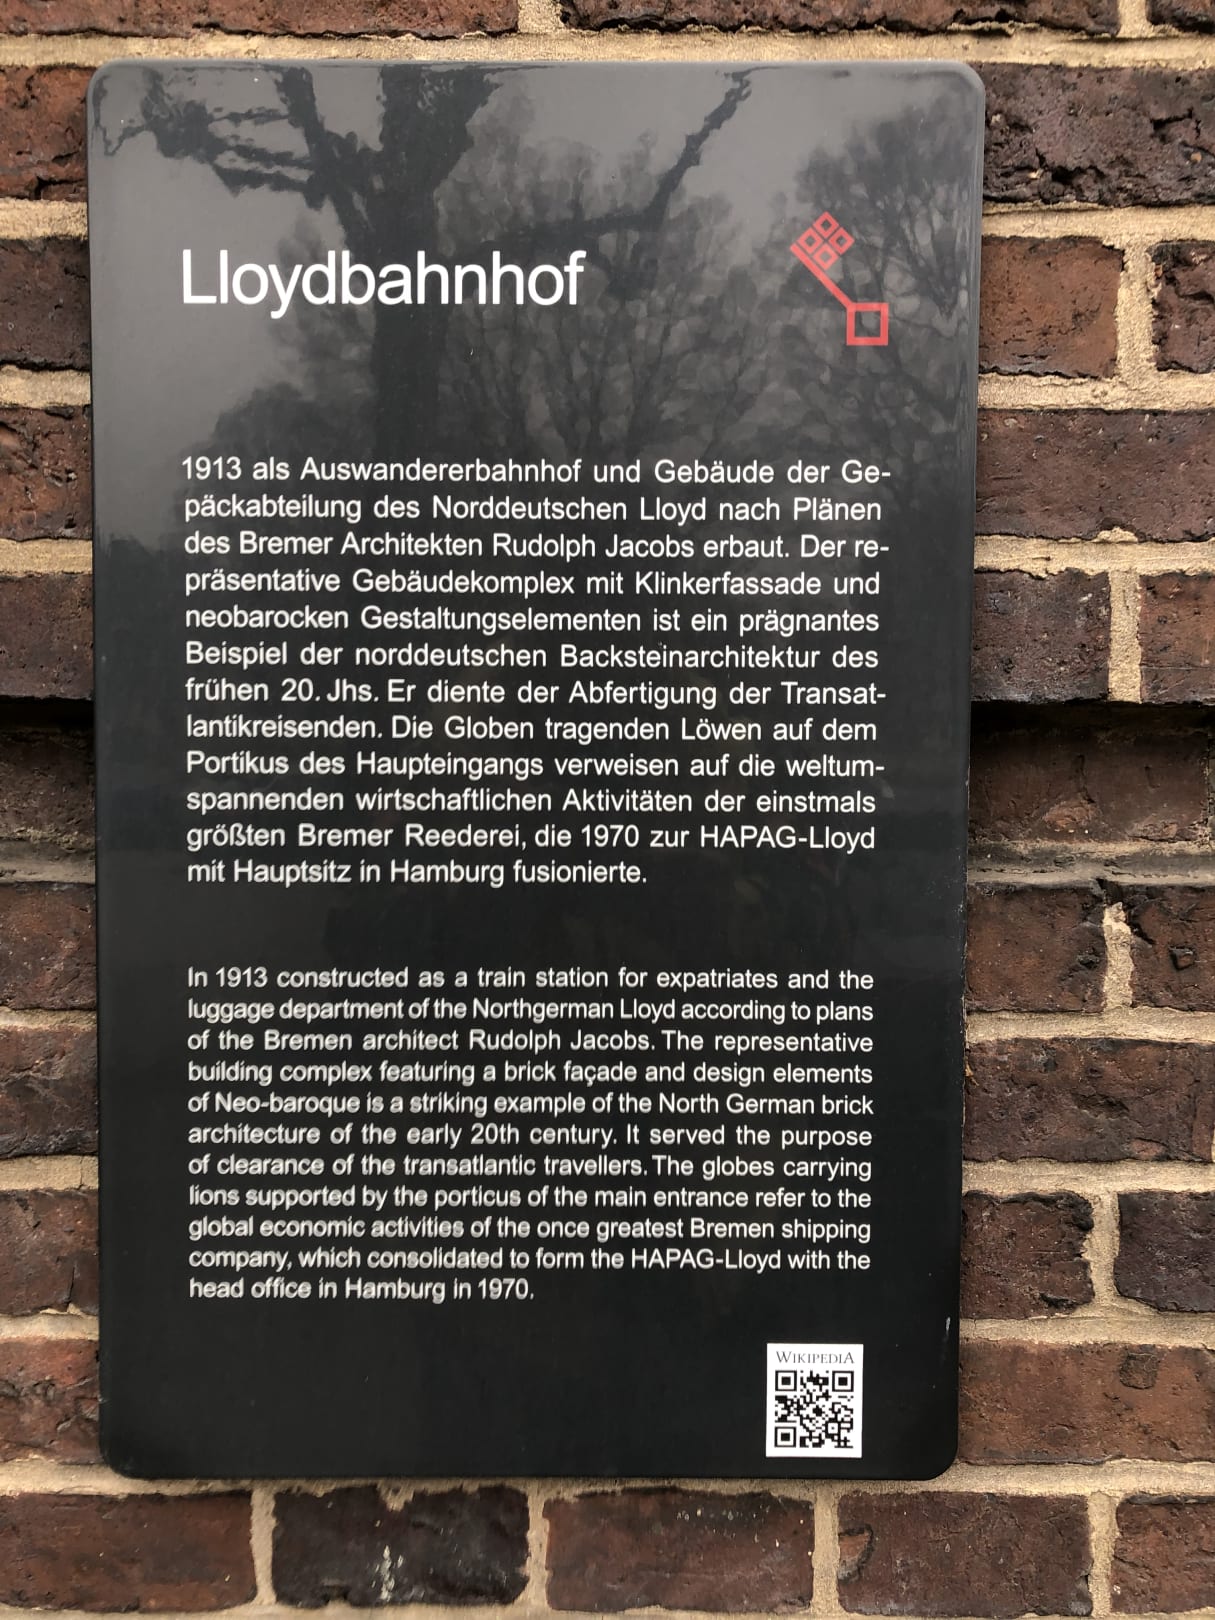 Lloydbahnhof
1913 als Auswandererbahnhof und Gebäude der Ge-
päckabteilung des Norddeutschen Lloyd nach Plänen
des Bremer Architekten Rudolph Jacobs erbaut. Der re-
präsentative Gebäudekomplex mit Klinkerfassade und
neobarocken Gestaltungselementen ist ein prägnantes
Beispiel der norddeutschen Backsteinarchitektur des
frühen 20. Jhs. Er diente der Abfertigung der Transat-
lantikreisenden. Die Globen tragenden Löwen auf dem
Portikus des Haupteingangs verweisen auf die weltum-
spannenden wirtschaftlichen Aktivitäten der einstmals
größten Bremer Reederei, die 1970 zur HAPAG-Lloyd
mit Hauptsitz in Hamburg fusionierte.
In 1913 constructed as a train station for expatriates and the
luggage department of the Northgerman Lloyd according to plans
of the Bremen architect Rudolph Jacobs. The representative
building complex featuring a brick façade and design elements
of Neo-baroque is a striking example of the North German brick
architecture of the early 20th century. It served the purpose
of clearance of the transatlantic travellers. The globes carrying
lions supported by the porticus of the main entrance refer to the
global economic activities of the once greatest Bremen shipping
company, which consolidated to form the HAPAG-Lloyd with the
head office in Hamburg in 1970.
WIKIPEDIA